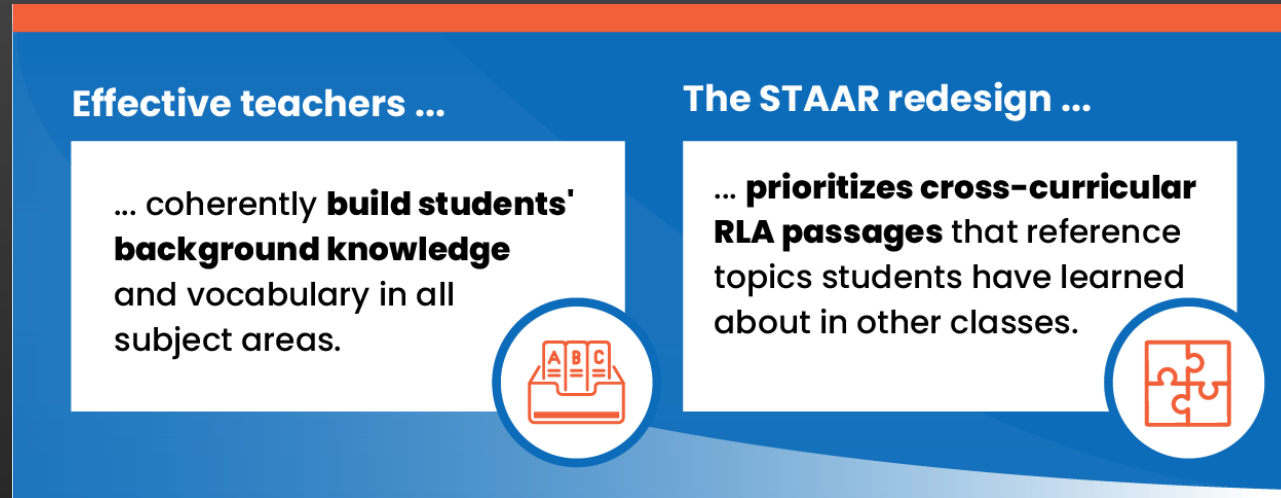 Effective teachers ...
... coherently build students'
background knowledge
and vocabulary in all
subject areas.
A B C
The STAAR redesign ...
... prioritizes cross-curricular
RLA passages that reference
topics students have learned
about in other classes.